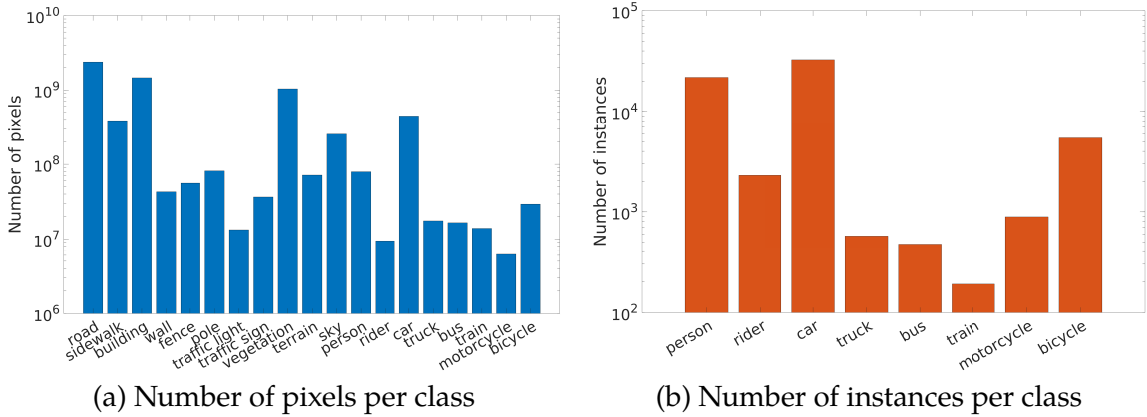 10^10
10^9
10^8
10^7
10^6
Number of pixels
road
sidewalk
building
wall
fence
pole
traffic light
traffic sign
vegetation
terrain
sky
person
rider
car
truck
bus
train
motorcycle
bicycle
(a) Number of pixels per class
10^5
10^4
10^3
10^2
Number of instances
person
rider
car
truck
bus
train
motorcycle
bicycle
(b) Number of instances per class